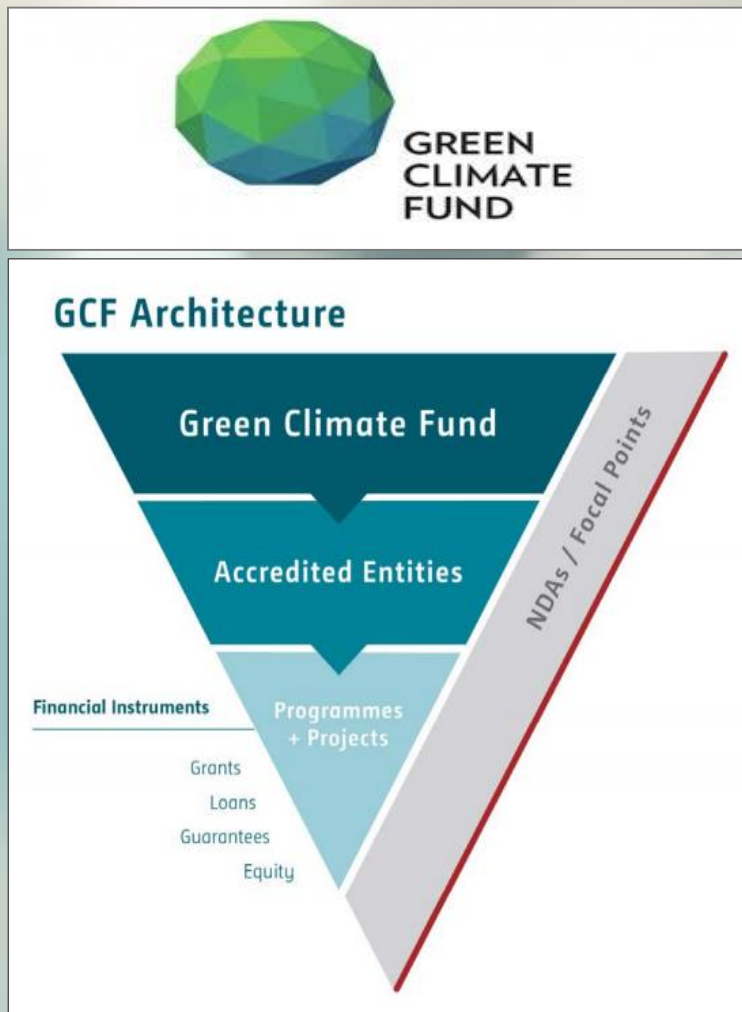 GREEN
CLIMATE
FUND
GCF Architecture
Green Climate Fund
NDAs / Focal Points
Accredited Entities
Financial Instruments
Programmes
+ Projects
Grants
Loans
Guarantees
Equity